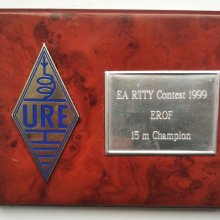 URE
EA RTTY Contest 1999
EROF
15 m Champion